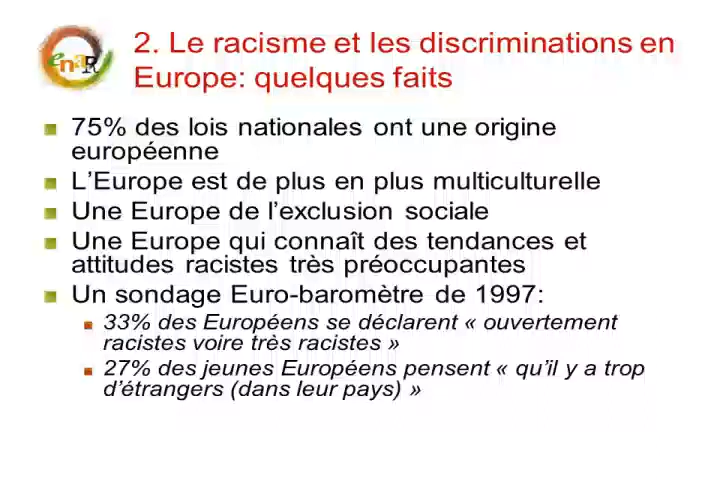 enaR
2. Le racisme et les discriminations en
Europe: quelques faits
75% des lois nationales ont une origine
européenne
L’Europe est de plus en plus multiculturelle
Une Europe de l’exclusion sociale
Une Europe qui connaît des tendances et
attitudes racistes très préoccupantes
Un sondage Euro-baromètre de 1997:
33% des Européens se déclarent « ouvertement
racistes voire très racistes »
27% des jeunes Européens pensent « qu’il y a trop
d’étrangers (dans leur pays) »